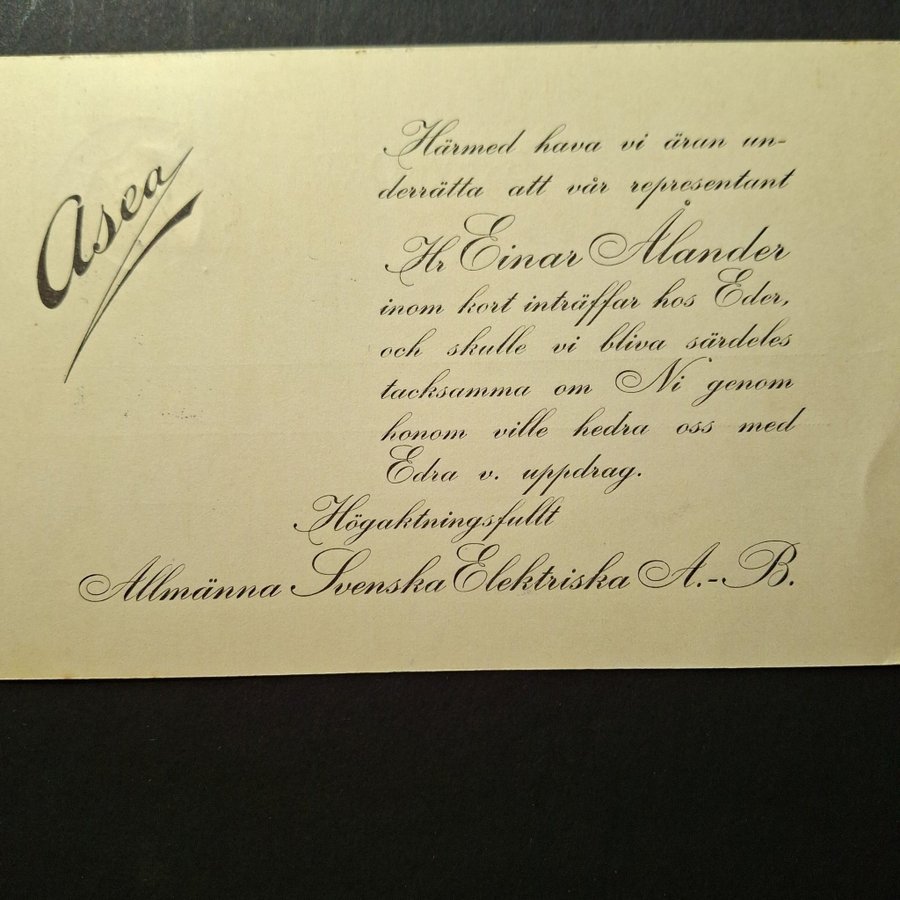 Asea
Härmed hava vi äran un-
derrätta att vår representant
Hr Einar Ålander
inom kort inträffar hos Eder,
och skulle vi bliva särdeles
tacksamma om Ni genom
honom ville hedra oss med
Edra v. uppdrag.
Högaktningsfullt
Allmänna Svenska Elektriska A.-B.